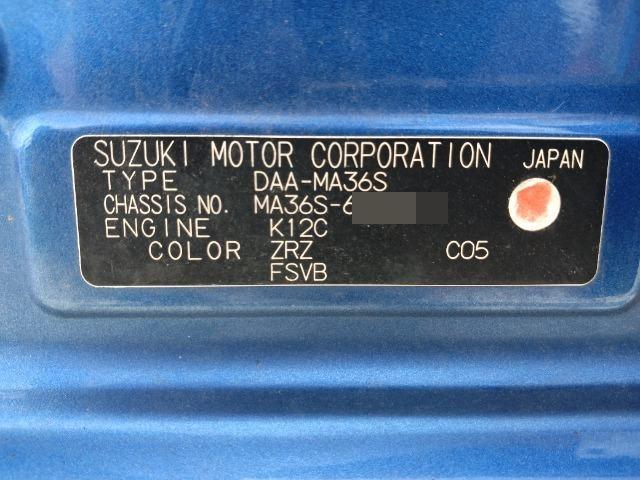 SUZUKI MOTOR CORPORATION JAPAN
TYPE DAA-MA36S
CHASSIS NO. MA36S-6
ENGINE K12C
COLOR ZRZ C05
FSVB